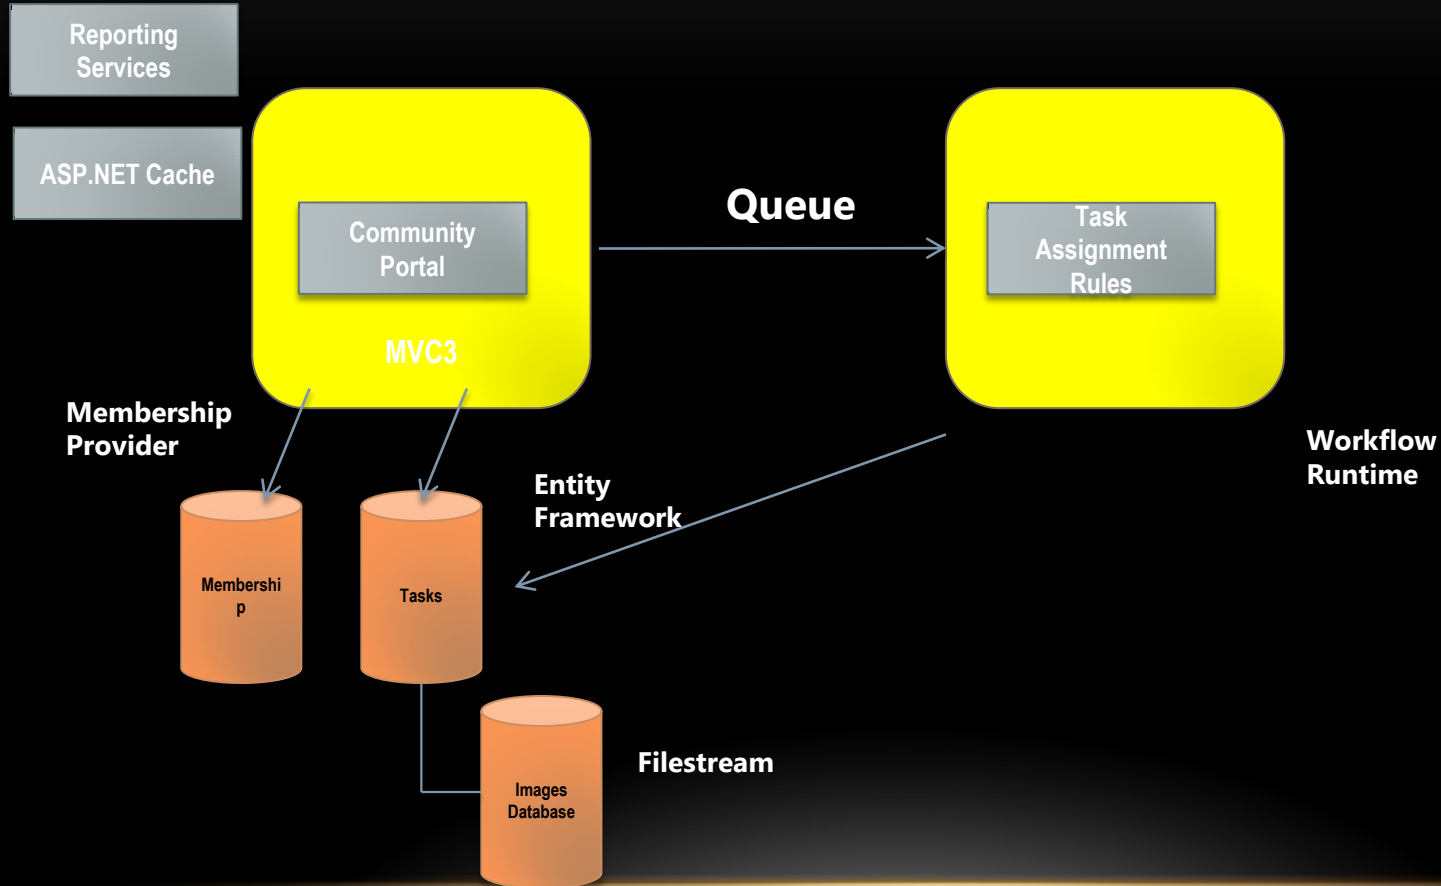 Reporting
Services
ASP.NET Cache
Community
Portal
MVC3
Queue
Task
Assignment
Rules
Membership
Provider
Workflow
Runtime
Entity
Framework
Membershi
p
Tasks
Filestream
Images
Database